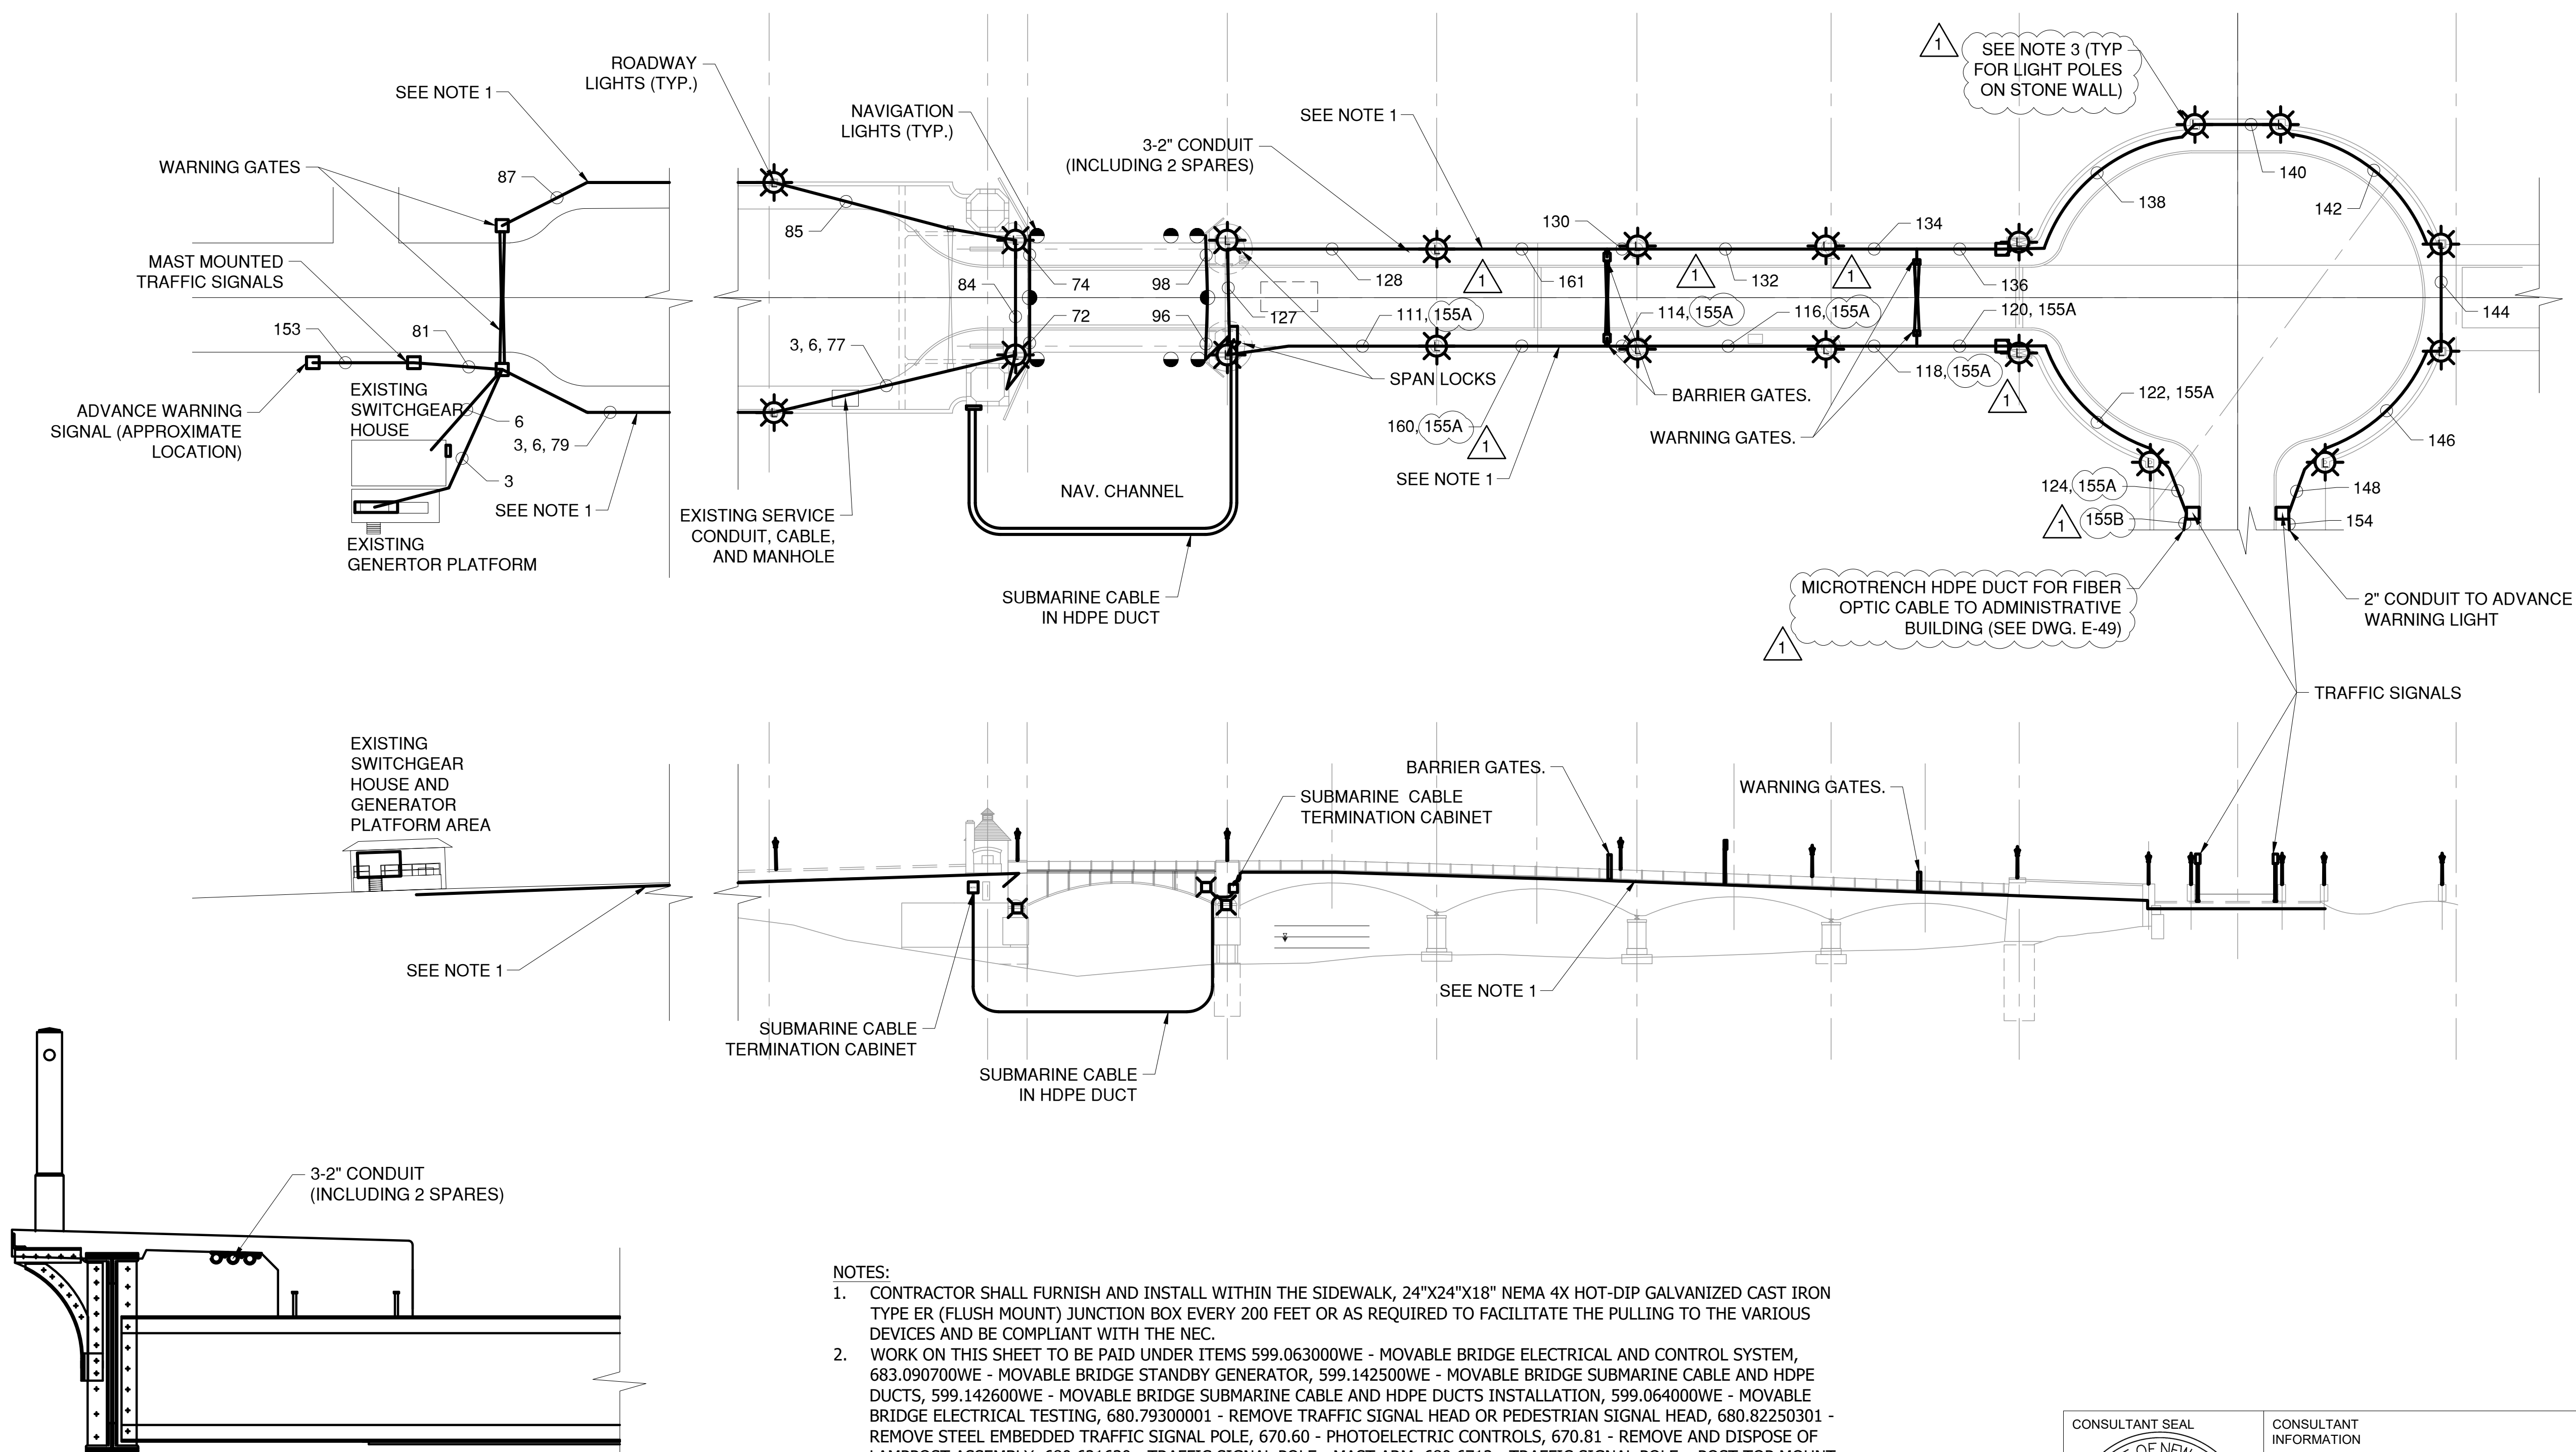 SEE NOTE 1
ROADWAY
LIGHTS (TYP.)
NAVIGATION
LIGHTS (TYP.)
SEE NOTE 1
3-2" CONDUIT
(INCLUDING 2 SPARES)
1
SEE NOTE 3 (TYP
FOR LIGHT POLES
ON STONE WALL)
WARNING GATES
87
85
MAST MOUNTED
TRAFFIC SIGNALS
153
81
84
74
72
98
96
127
128
161
130
132
134
136
138
140
142
144
1
1
1
3, 6, 77
111, 155A
114, 155A
116, 155A
120, 155A
118, 155A
1
122, 155A
146
ADVANCE WARNING
SIGNAL (APPROXIMATE
LOCATION)
EXISTING
SWITCHGEAR
HOUSE
6
3, 6, 79
3
SEE NOTE 1
EXISTING
GENERTOR PLATFORM
EXISTING SERVICE
CONDUIT, CABLE,
AND MANHOLE
NAV. CHANNEL
SPAN LOCKS
BARRIER GATES.
160, 155A
1
WARNING GATES.
SEE NOTE 1
124, 155A
1
155B
148
154
SUBMARINE CABLE
IN HDPE DUCT
MICROTRENCH HDPE DUCT FOR FIBER
OPTIC CABLE TO ADMINISTRATIVE
BUILDING (SEE DWG. E-49)
1
2" CONDUIT TO ADVANCE
WARNING LIGHT
TRAFFIC SIGNALS
EXISTING
SWITCHGEAR
HOUSE AND
GENERATOR
PLATFORM AREA
BARRIER GATES.
SUBMARINE CABLE
TERMINATION CABINET
WARNING GATES.
SEE NOTE 1
SEE NOTE 1
SUBMARINE CABLE
TERMINATION CABINET
SUBMARINE CABLE
IN HDPE DUCT
3-2" CONDUIT
(INCLUDING 2 SPARES)
NOTES:
1. CONTRACTOR SHALL FURNISH AND INSTALL WITHIN THE SIDEWALK, 24"X24"X18" NEMA 4X HOT-DIP GALVANIZED CAST IRON
TYPE ER (FLUSH MOUNT) JUNCTION BOX EVERY 200 FEET OR AS REQUIRED TO FACILITATE THE PULLING TO THE VARIOUS
DEVICES AND BE COMPLIANT WITH THE NEC.
2. WORK ON THIS SHEET TO BE PAID UNDER ITEMS 599.063000WE - MOVABLE BRIDGE ELECTRICAL AND CONTROL SYSTEM,
683.090700WE - MOVABLE BRIDGE STANDBY GENERATOR, 599.142500WE - MOVABLE BRIDGE SUBMARINE CABLE AND HDPE
DUCTS, 599.142600WE - MOVABLE BRIDGE SUBMARINE CABLE AND HDPE DUCTS INSTALLATION, 599.064000WE - MOVABLE
BRIDGE ELECTRICAL TESTING, 680.79300001 - REMOVE TRAFFIC SIGNAL HEAD OR PEDESTRIAN SIGNAL HEAD, 680.82250301 -
REMOVE STEEL EMBEDDED TRAFFIC SIGNAL POLE, 670.60 - PHOTOELECTRIC CONTROLS, 670.81 - REMOVE AND DISPOSE OF
CONSULTANT SEAL
CONSULTANT
INFORMATION
OF NEW